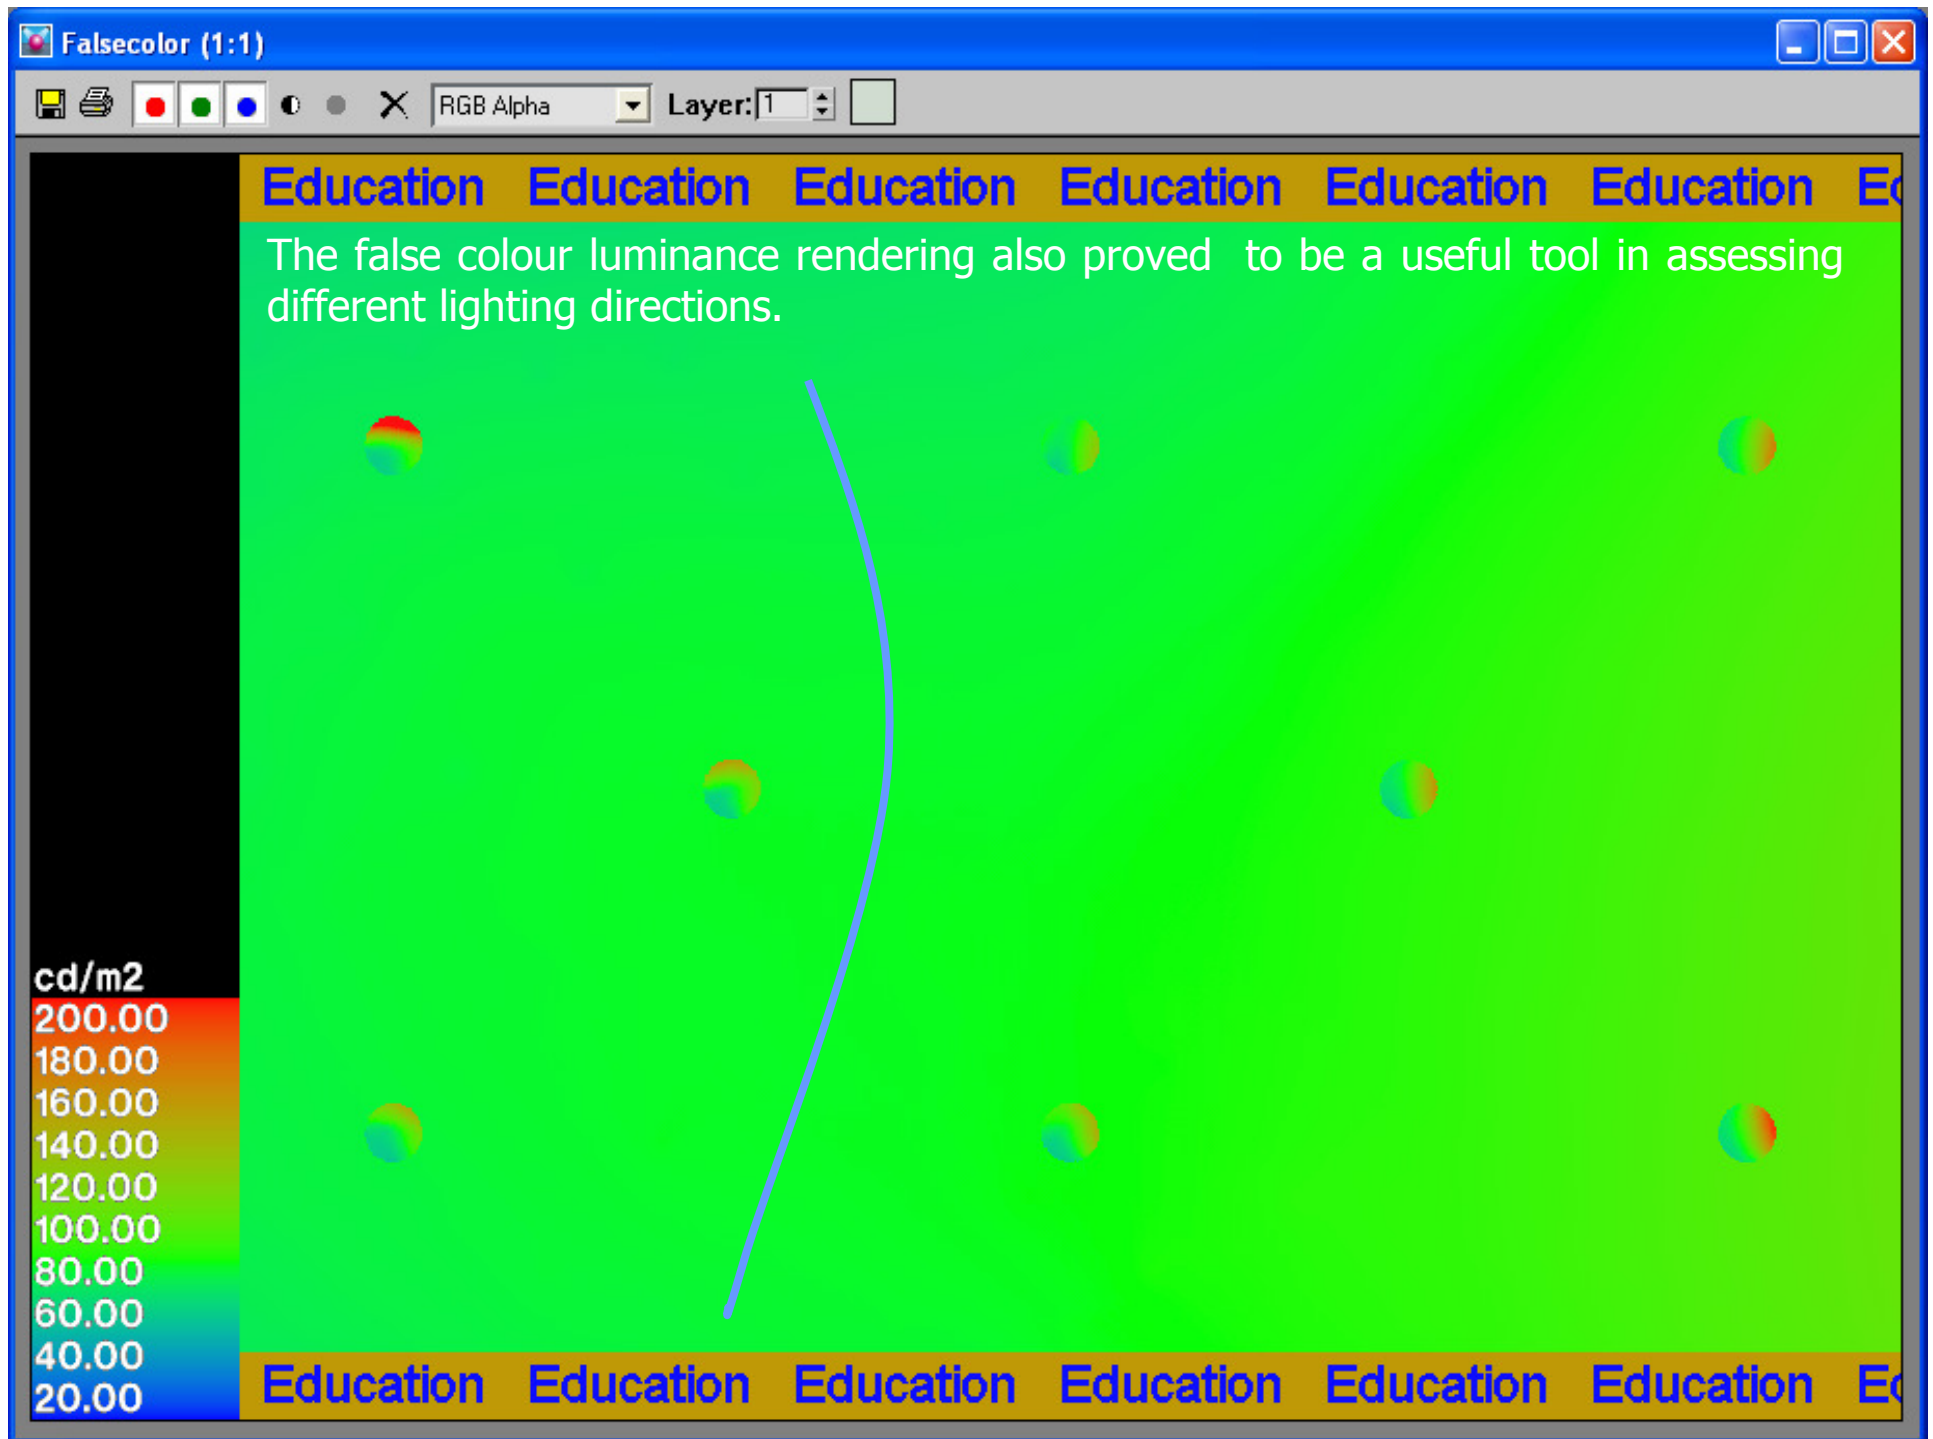 Falsecolor (1:1)
RGB Alpha Layer: 1
Education Education Education Education Education Education Ed
The false colour luminance rendering also proved to be a useful tool in assessing
different lighting directions.
cd/m2
200.00
180.00
160.00
140.00
120.00
100.00
80.00
60.00
40.00
20.00
Education Education Education Education Education Education Ed